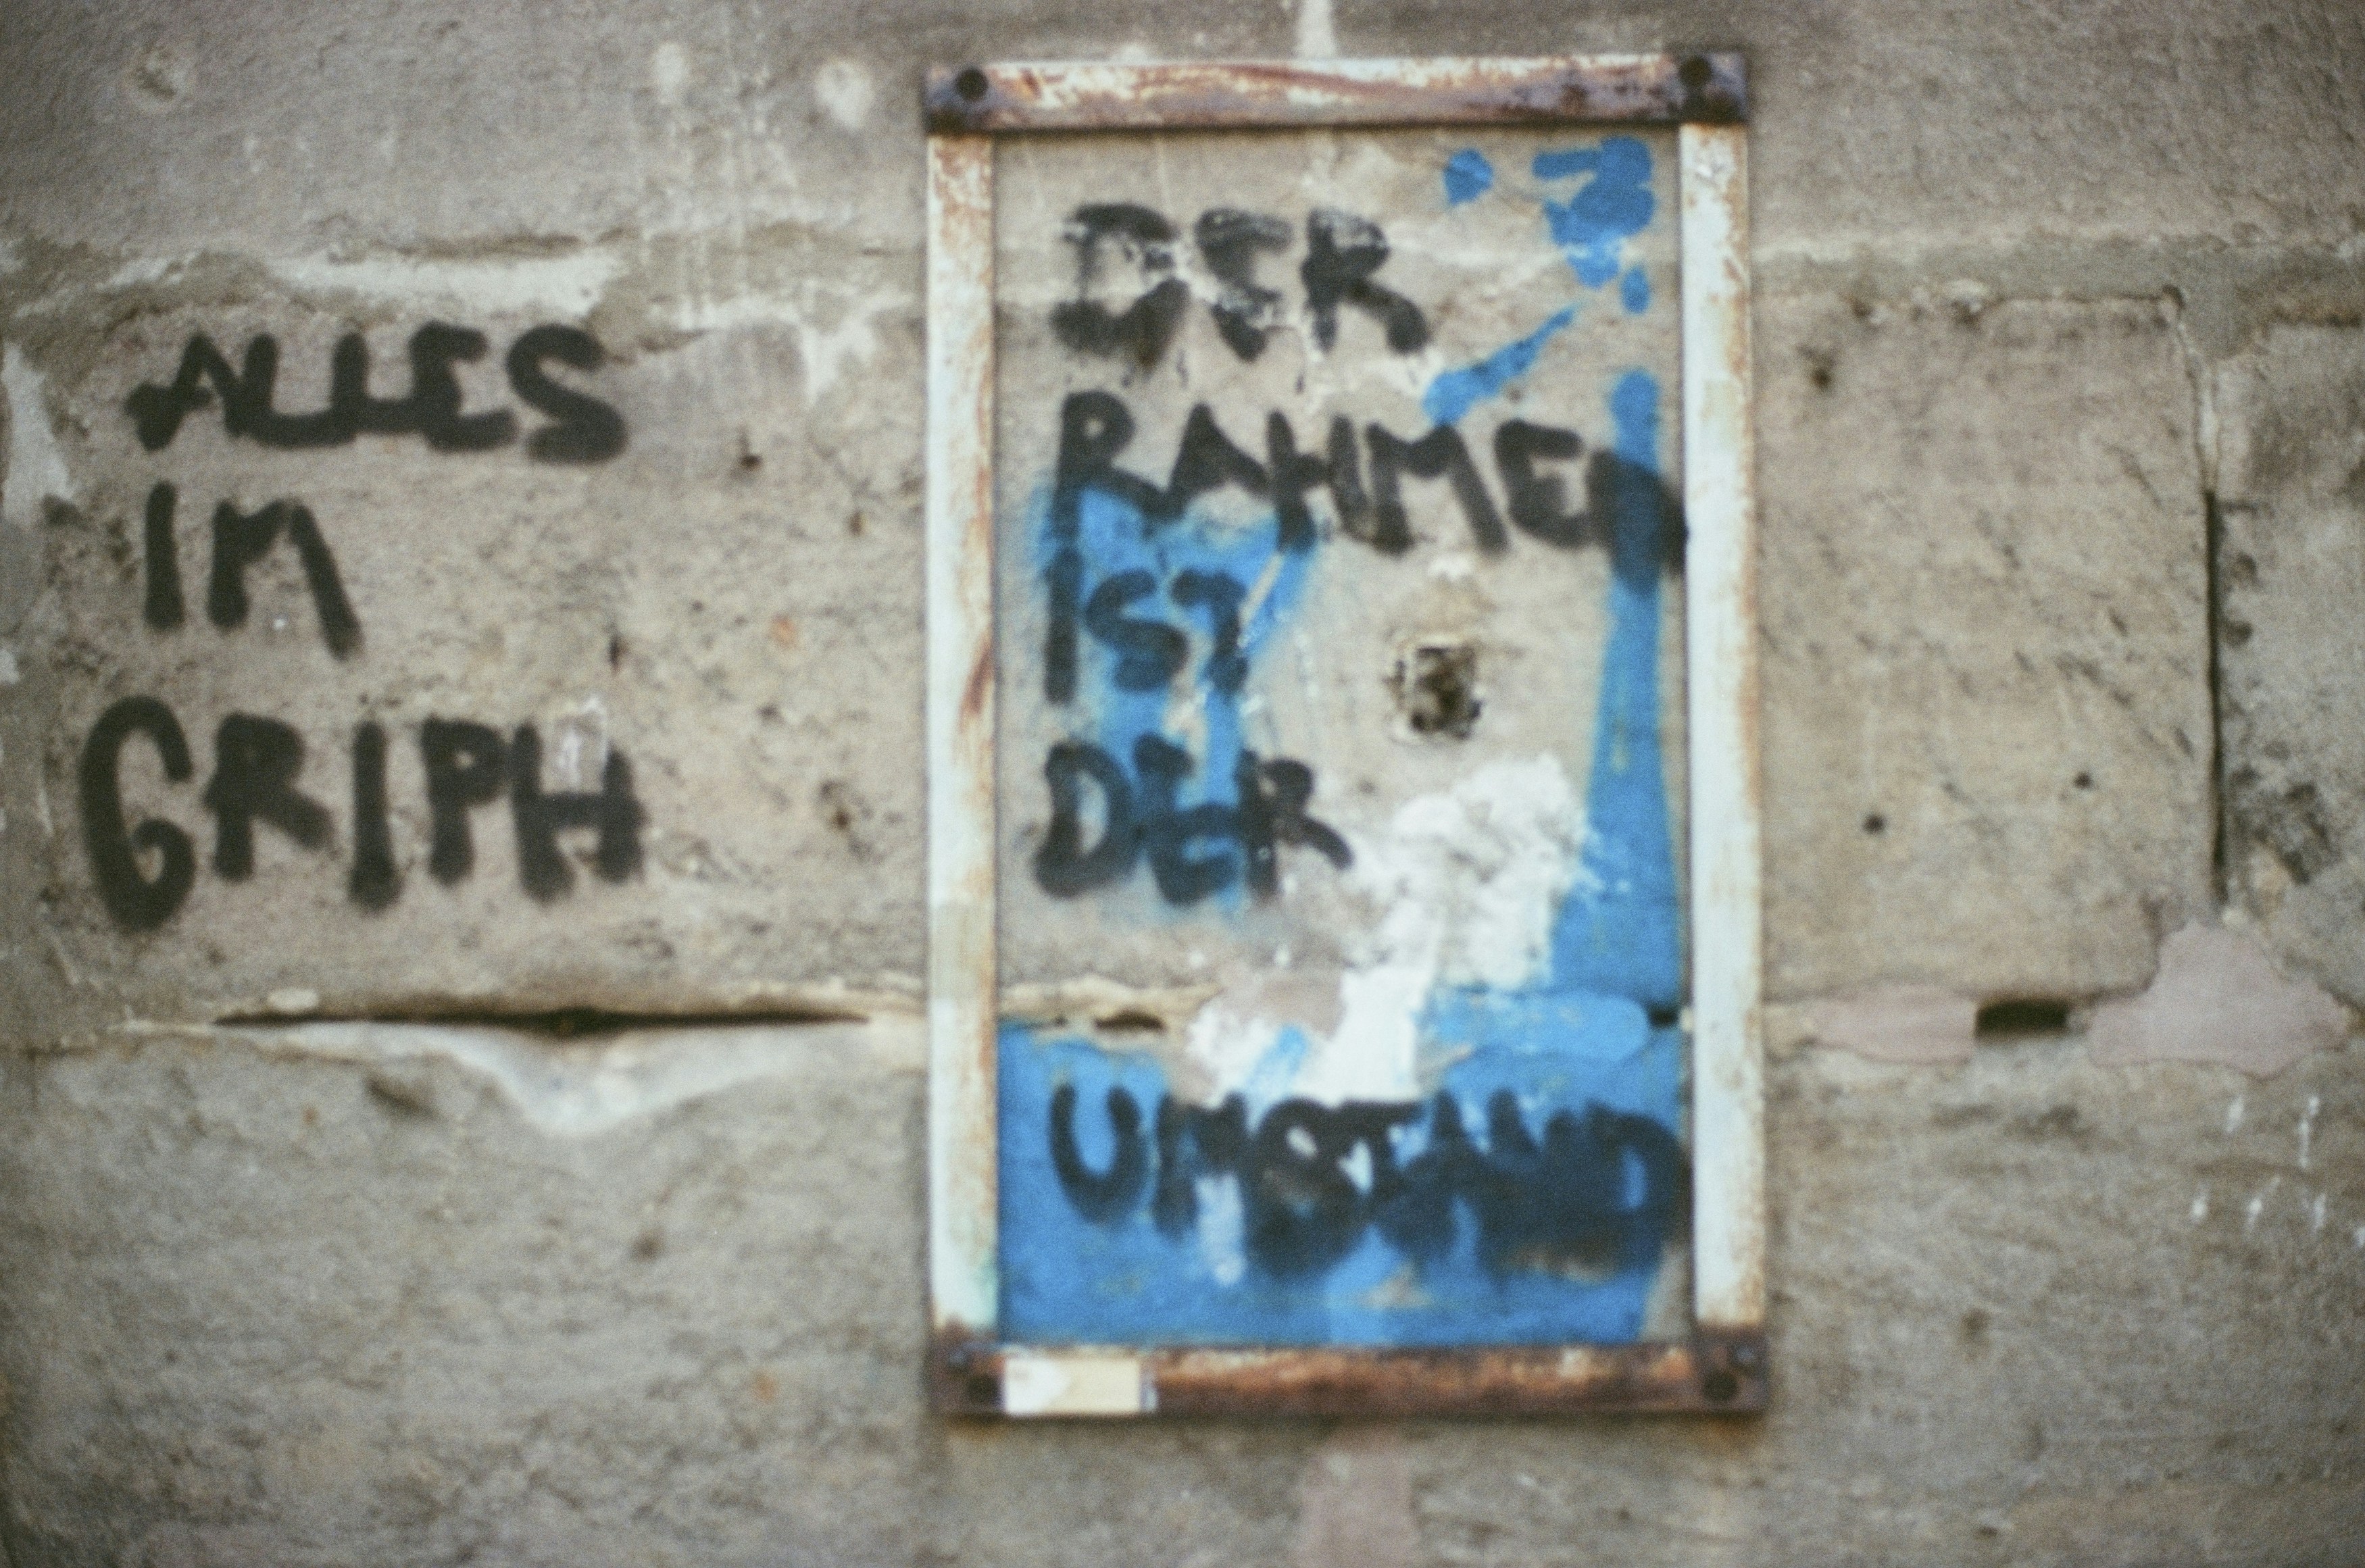 ALLES
IM
GRIPH
DER
RAHMEN
IST
DER
UMSTAND